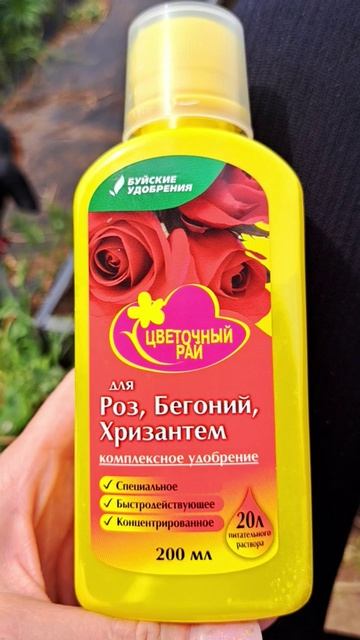 БУЙСКИЕ
УДОБРЕНИЯ
ЦВЕТОЧНЫЙ
РАЙ
для
Роз, Бегоний,
Хризантем
комплексное удобрение
Специальное
Быстродействующее
Концентрированное
20л
питательного
раствора
200 мл